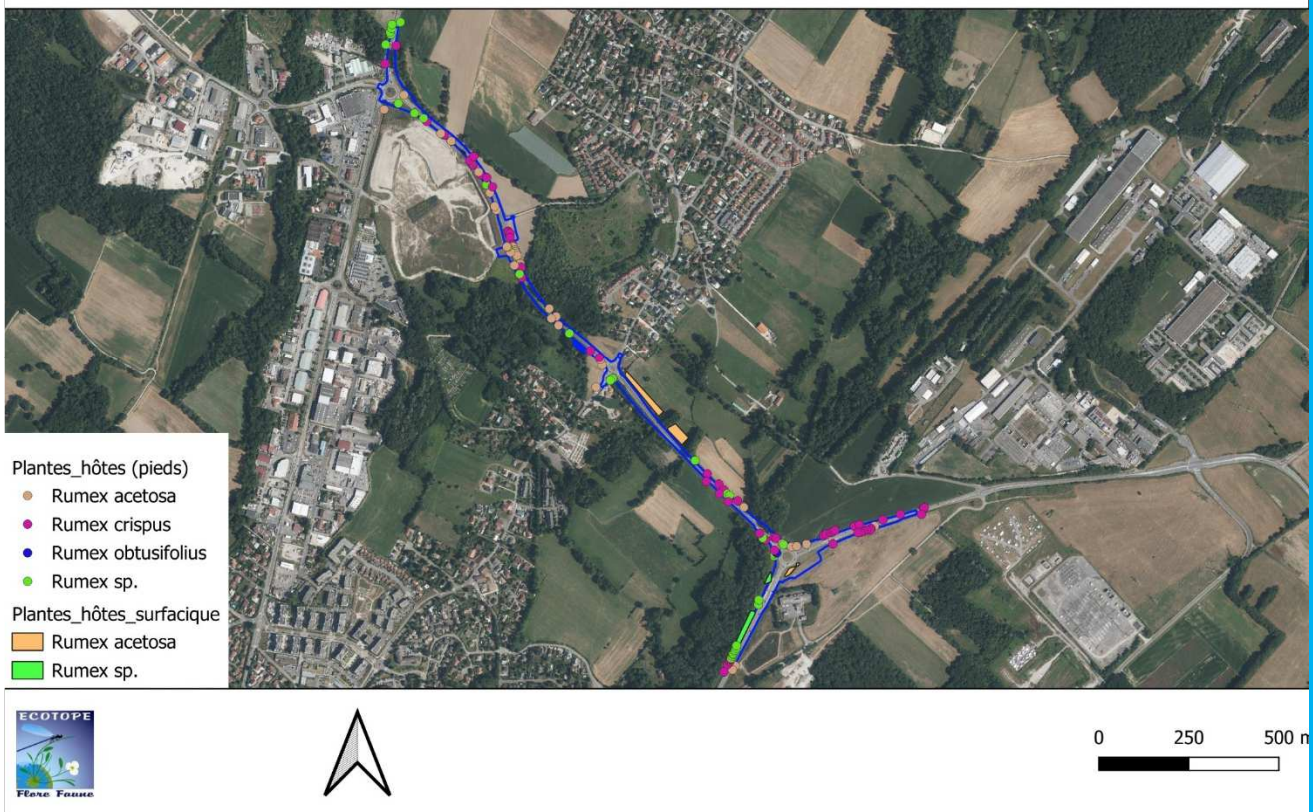 Plantes_hôtes (pieds)
Rumex acetosa
Rumex crispus
Rumex obtusifolius
Rumex sp.
Plantes_hôtes_surfacique
Rumex acetosa
Rumex sp.
ECOTOPE
Flore Faune
0 250 500 m